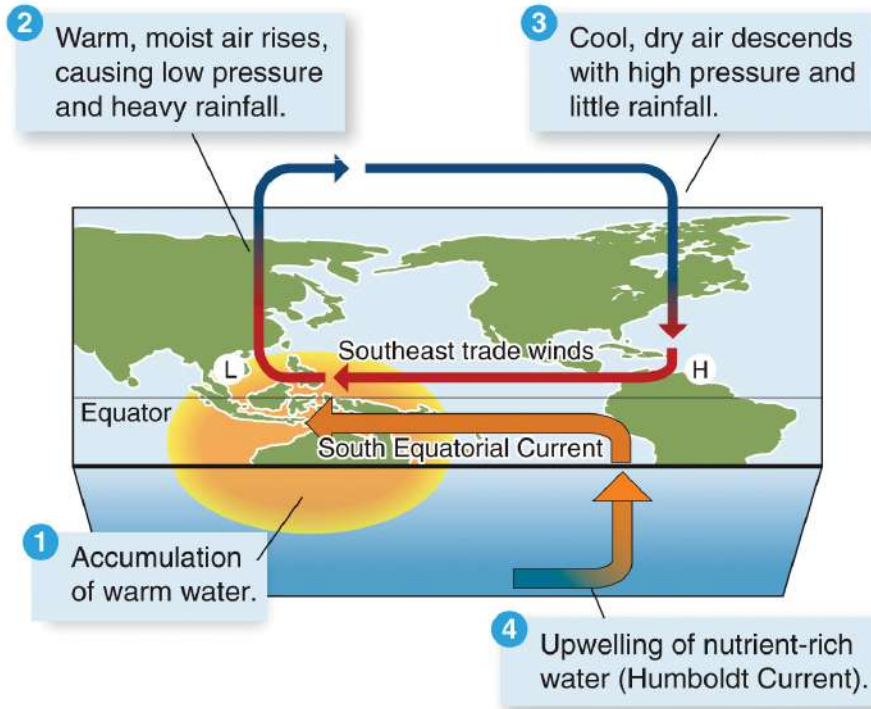 2
Warm, moist air rises,
causing low pressure
and heavy rainfall.
3
Cool, dry air descends
with high pressure and
little rainfall.
Southeast trade winds
L
H
Equator
South Equatorial Current
1
Accumulation
of warm water.
4
Upwelling of nutrient-rich
water (Humboldt Current).